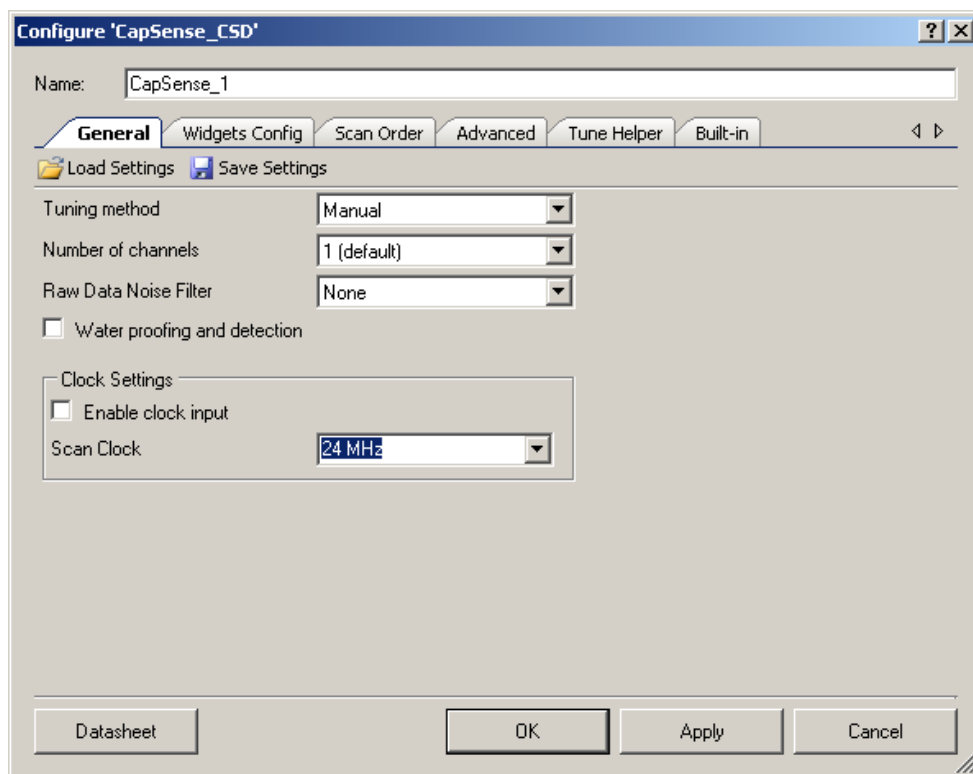 Configure 'CapSense_CSD'
Name: CapSense_1
General Widgets Config Scan Order Advanced Tune Helper Built-in
Load Settings Save Settings
Tuning method Manual
Number of channels 1 (default)
Raw Data Noise Filter None
Water proofing and detection
Clock Settings
Enable clock input
Scan Clock 24 MHz
Datasheet OK Apply Cancel